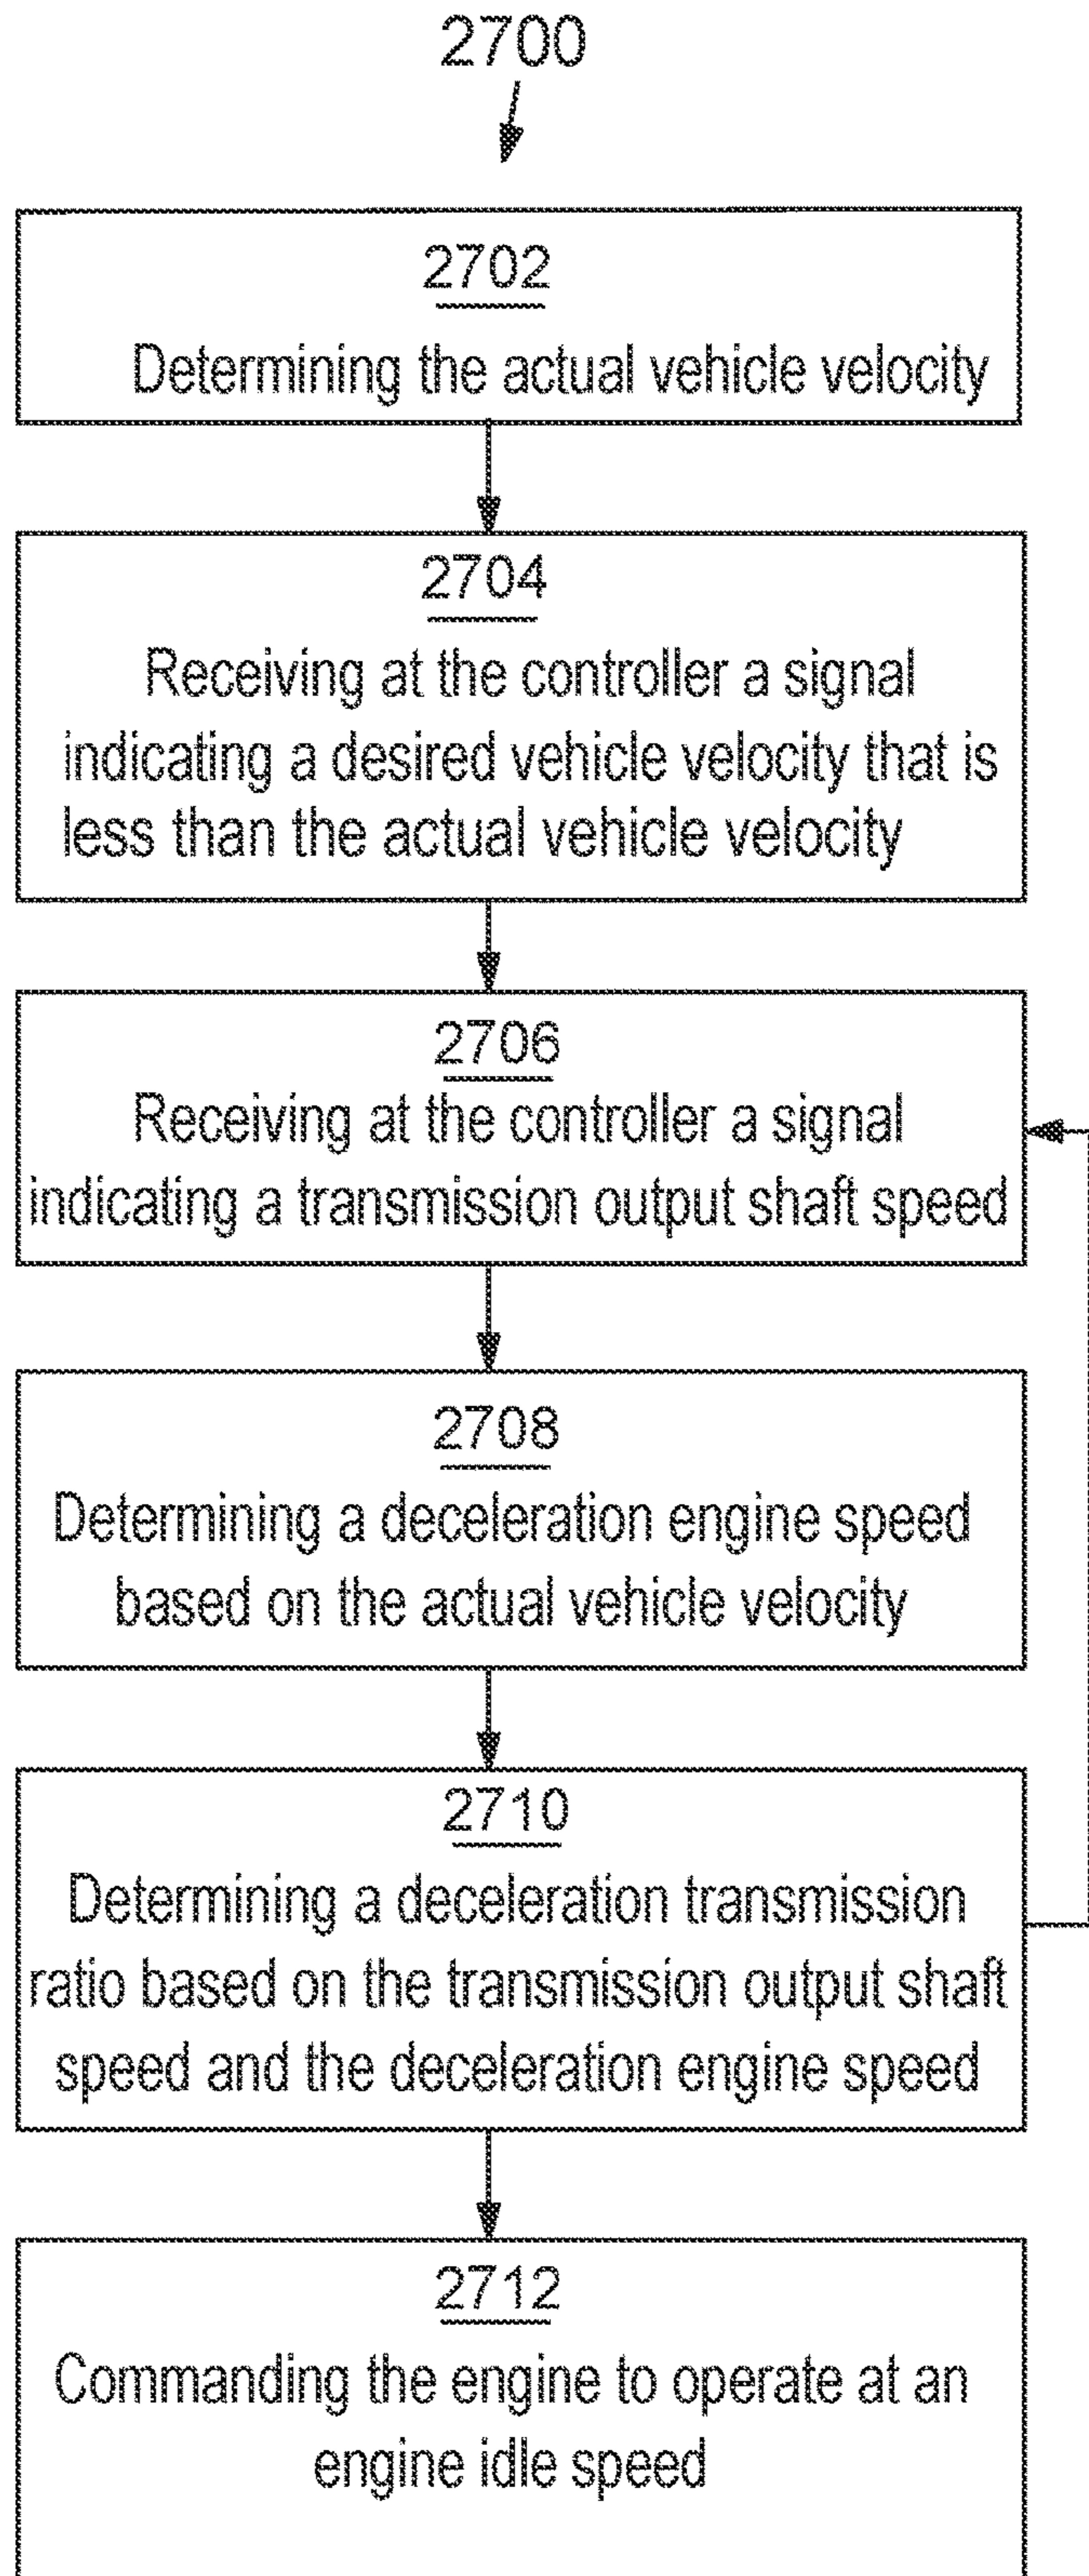 2700
2702
Determining the actual vehicle velocity
2704
Receiving at the controller a signal
indicating a desired vehicle velocity that is
less than the actual vehicle velocity
2706
Receiving at the controller a signal
indicating a transmission output shaft speed
2708
Determining a deceleration engine speed
based on the actual vehicle velocity
2710
Determining a deceleration transmission
ratio based on the transmission output shaft
speed and the deceleration engine speed
2712
Commanding the engine to operate at an
engine idle speed